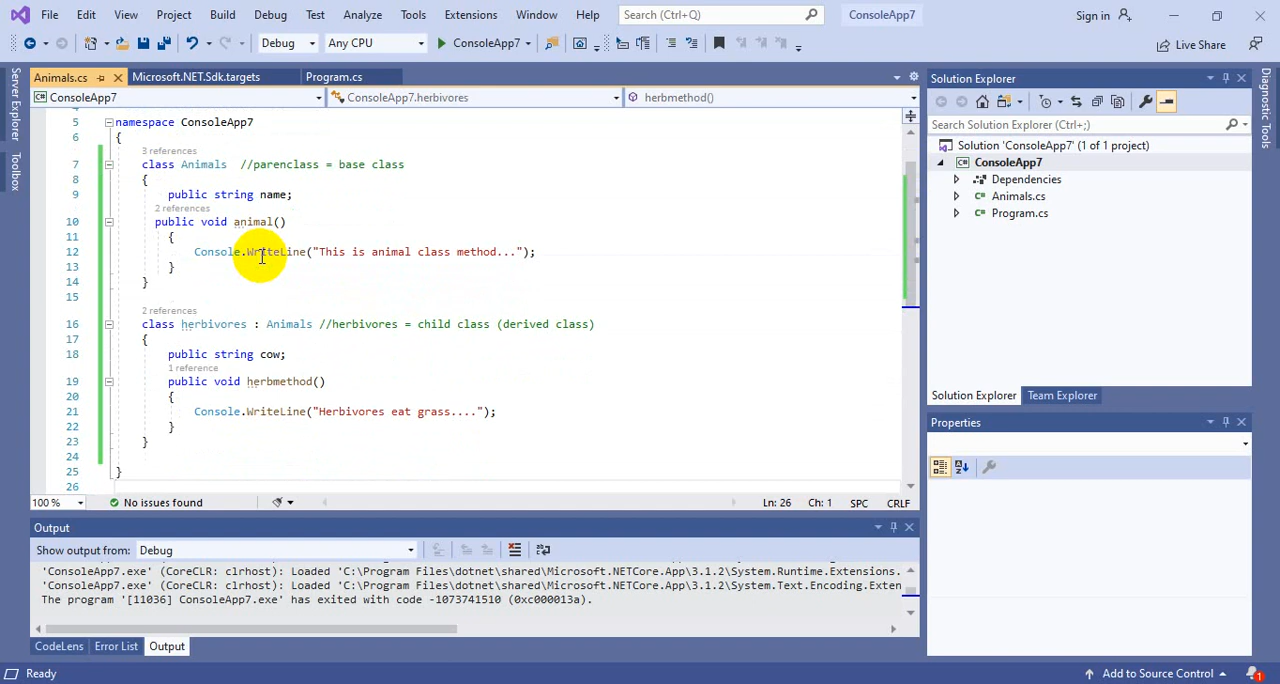 File Edit View Project Build Debug Test Analyze Tools Extensions Window Help Search (Ctrl+Q) ConsoleApp7 Sign in
Debug Any CPU ConsoleApp7 Live Share
Server Explorer
Toolbox
Animals.cs Microsoft.NET.Sdk.targets Program.cs
ConsoleApp7 ConsoleApp7.herbivores herbmethod()
5 namespace ConsoleApp7
6 {
3 references
7 class Animals //parenclass = base class
8 {
9 public string name;
2 references
10 public void animal()
11 {
12 Console.WriteLine("This is animal class method...");
13 }
14 }
15
2 references
16 class herbivores : Animals //herbivores = child class (derived class)
17 {
18 public string cow;
1 reference
19 public void herbmethod()
20 {
21 Console.WriteLine("Herbivores eat grass....");
22 }
23 }
24
25 }
26
100 % No issues found Ln: 26 Ch: 1 SPC CRLF
Output
Show output from: Debug
'ConsoleApp7.exe' (CoreCLR: clrhost): Loaded 'C:\Program Files\dotnet\shared\Microsoft.NETCore.App\3.1.2\System.Runtime.Extensions.
'ConsoleApp7.exe' (CoreCLR: clrhost): Loaded 'C:\Program Files\dotnet\shared\Microsoft.NETCore.App\3.1.2\System.Text.Encoding.Exten
The program '[11036] ConsoleApp7.exe' has exited with code -1073741510 (0xc000013a).
CodeLens Error List Output
Solution Explorer
Search Solution Explorer (Ctrl+;)
Solution 'ConsoleApp7' (1 of 1 project)
ConsoleApp7
Dependencies
Animals.cs
Program.cs
Solution Explorer Team Explorer
Properties
Diagnostic Tools
Ready Add to Source Control 1